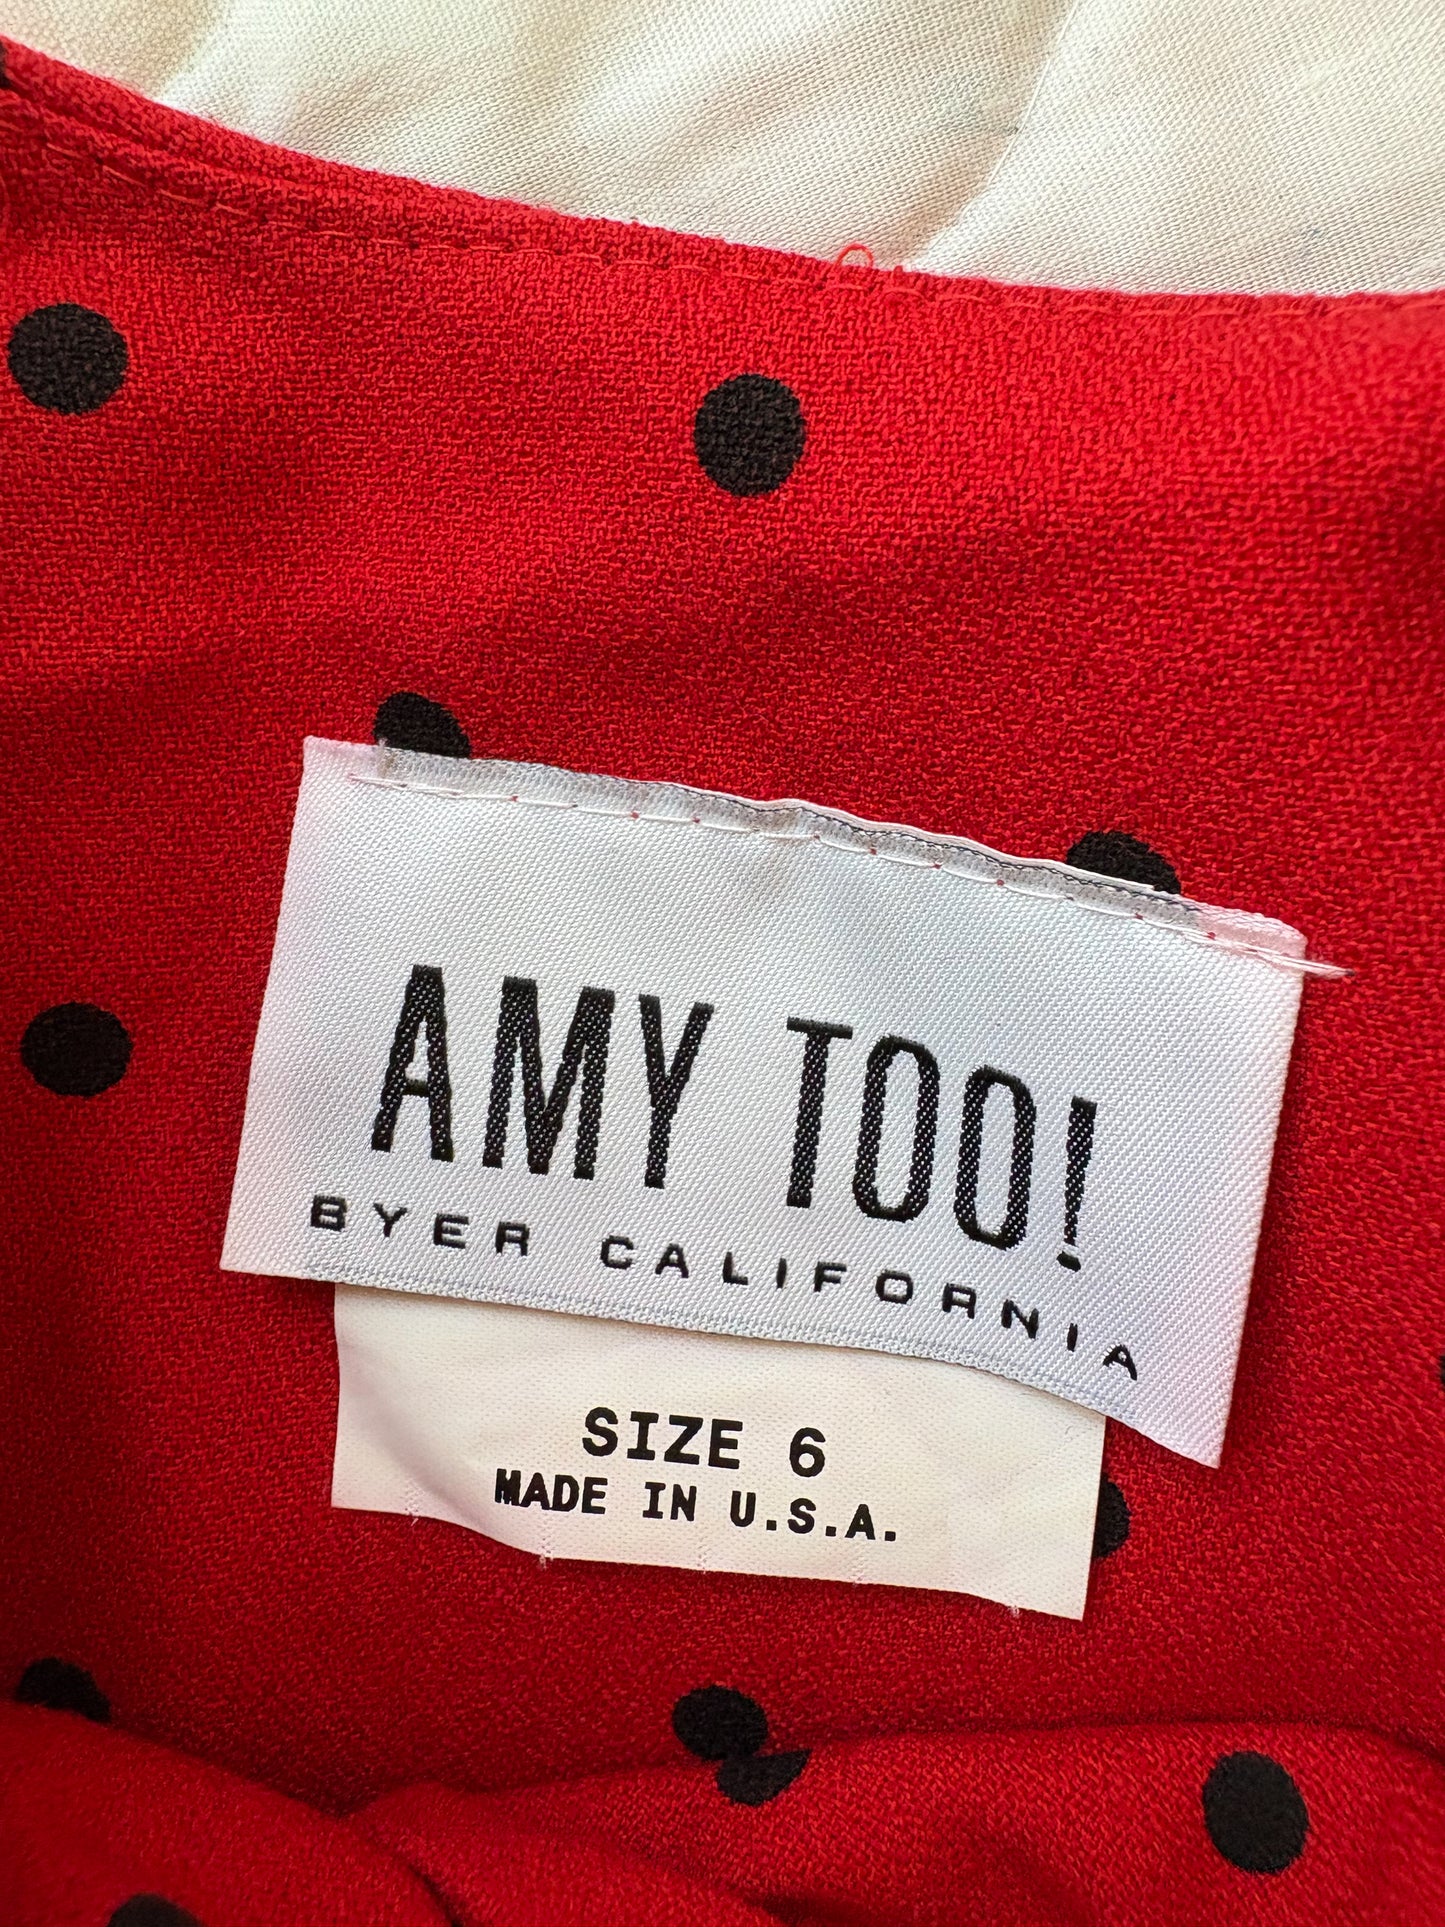 AMY TOO!
BYER CALIFORNIA
SIZE 6
MADE IN U.S.A.